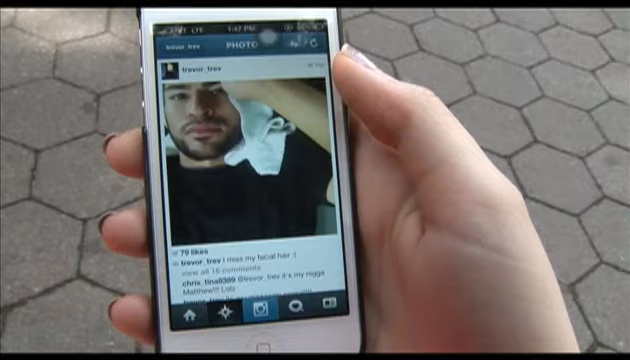 AT&T LTE 1:47 PM
trevor_trev PHOTO
trevor_trev
79 likes
trevor_trev I miss my facial hair :(
view all 16 comments
chris_tina8389 @trevor_trev it's my nigga
Matthew!!! Lolz